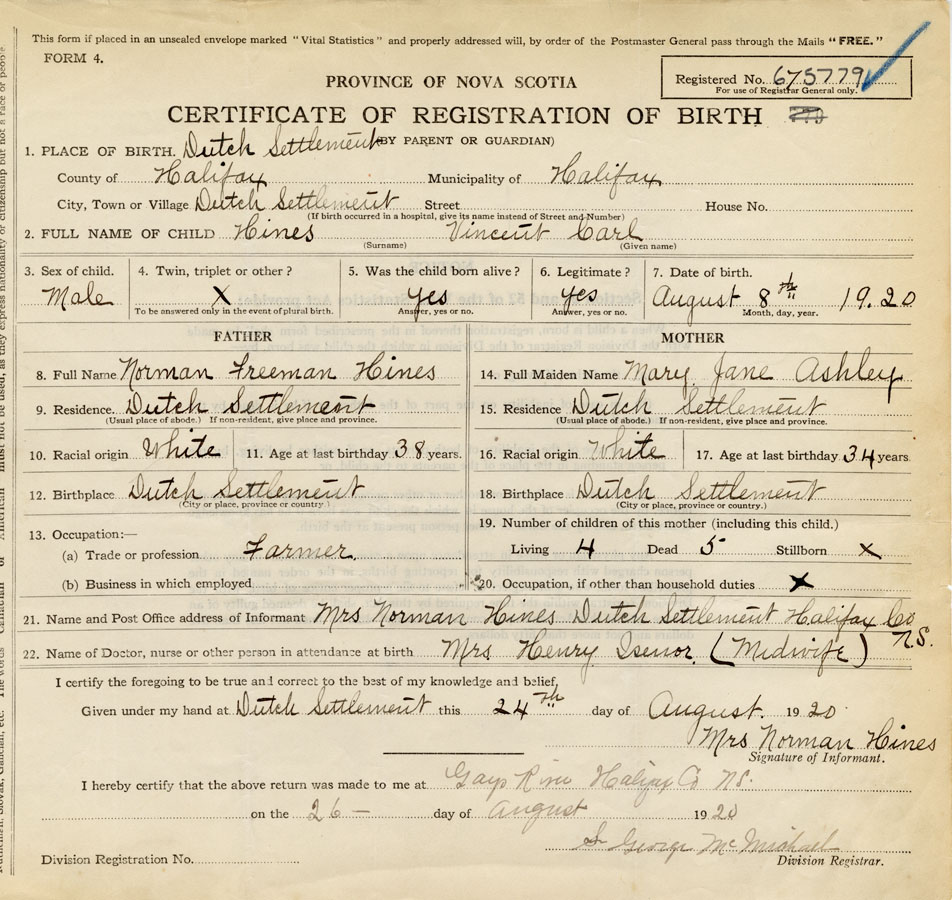 This form if placed in an unsealed envelope marked "Vital Statistics" and properly addressed will, by order of the Postmaster General pass through the Mails "FREE."
FORM 4.
Registered No. 675779
For use of Registrar General only.
PROVINCE OF NOVA SCOTIA
CERTIFICATE OF REGISTRATION OF BIRTH
(BY PARENT OR GUARDIAN)
1. PLACE OF BIRTH. Dutch Settlement
County of Halifax Municipality of Halifax
City, Town or Village Dutch Settlement Street House No.
(If birth occurred in a hospital, give its name instead of Street and Number)
2. FULL NAME OF CHILD Hines Vincent Carl
(Surname) (Given name)
3. Sex of child. 4. Twin, triplet or other? 5. Was the child born alive? 6. Legitimate? 7. Date of birth.
Male X yes yes August 8th 1920
To be answered only in the event of plural birth. Answer, yes or no. Answer, yes or no. Month, day, year.
FATHER
8. Full Name Norman Freeman Hines
9. Residence. Dutch Settlement
(Usual place of abode.) If non-resident, give place and province.
10. Racial origin White 11. Age at last birthday 38 years.
12. Birthplace Dutch Settlement
(City or place, province or country.)
13. Occupation:—
(a) Trade or profession Farmer
(b) Business in which employed
MOTHER
14. Full Maiden Name Mary Jane Ashley
15. Residence Dutch Settlement
(Usual place of abode.) If non-resident, give place and province.
16. Racial origin White 17. Age at last birthday 34 years.
18. Birthplace Dutch Settlement
(City or place, province or country.)
19. Number of children of this mother (including this child.)
Living 4 Dead 5 Stillborn X
20. Occupation, if other than household duties X
21. Name and Post Office address of Informant Mrs Norman Hines Dutch Settlement Halifax Co N.S.
22. Name of Doctor, nurse or other person in attendance at birth Mrs Henry Isenor (Midwife)
I certify the foregoing to be true and correct to the best of my knowledge and belief,
Given under my hand at Dutch Settlement this 24th day of August. 1920
Mrs Norman Hines
Signature of Informant.
I hereby certify that the above return was made to me at Gays River Halifax Co NS.
on the 26 — day of August 1920
George McMichael
Division Registration No. Division Registrar.